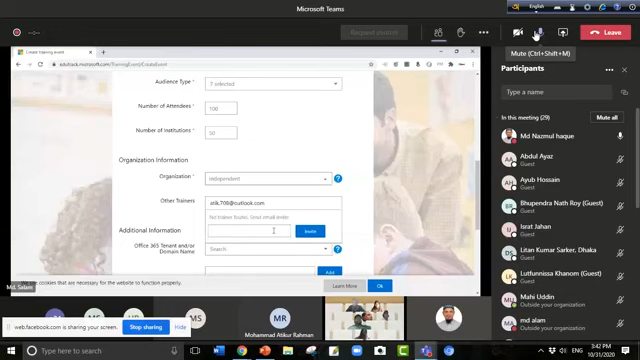 English
Microsoft Teams
Request control
Leave
Mute (Ctrl+Shift+M)
Create training event
edutrack.microsoft.com/TrainingEvent/CreateEvent
Audience Type
7 selected
Number of Attendees
100
Number of Institutions
50
Organization Information
Organization
Independent
Other Trainers
atik.708@outlook.com
Additional Information
Invite
Office 365 Tenant and/or
Domain Name
Search
Add
cookies that are necessary for the website to function properly.
Learn More
Ok
Md. Salam
MS
MS
MR
Mohammad Atikur Rahman
web.facebook.com is sharing your screen.
Stop sharing
Hide
Participants
Type a name
In this meeting (29)
Mute all
Md Nazmul haque
AA
Abdul Ayaz
Guest
AH
Ayub Hossain
Guest
Bhupendra Nath Roy (Guest)
Guest
Israt Jahan
Guest
Litan Kumar Sarker, Dhaka
Guest
Lutfunnissa Khanom (Guest)
Guest
Mahi Uddin
Outside your organization
md alam
Outside your organization
Type here to search
ENG
3:42 PM
10/31/2020